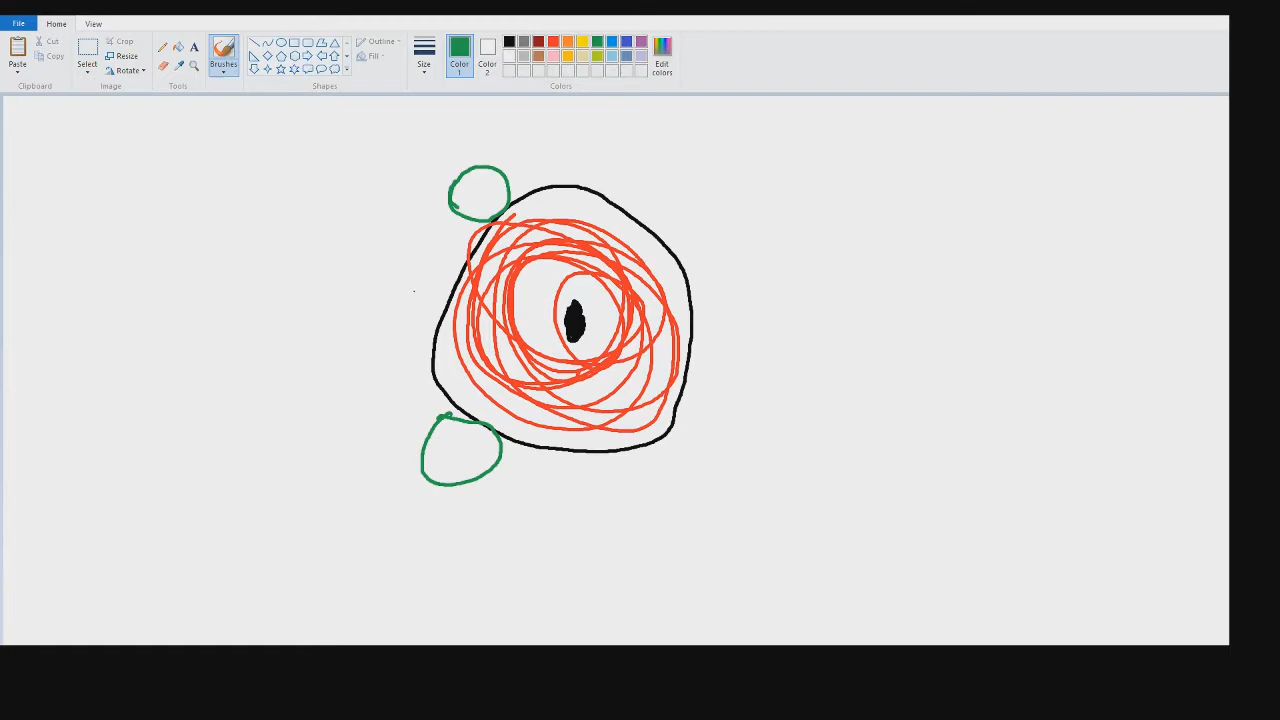 File Home View
Paste
Cut
Copy
Clipboard
Select
Crop
Resize
Rotate
Image
A
Tools
Brushes
Outline
Fill
Shapes
Size
Color 1
Color 2
Edit colors
Colors